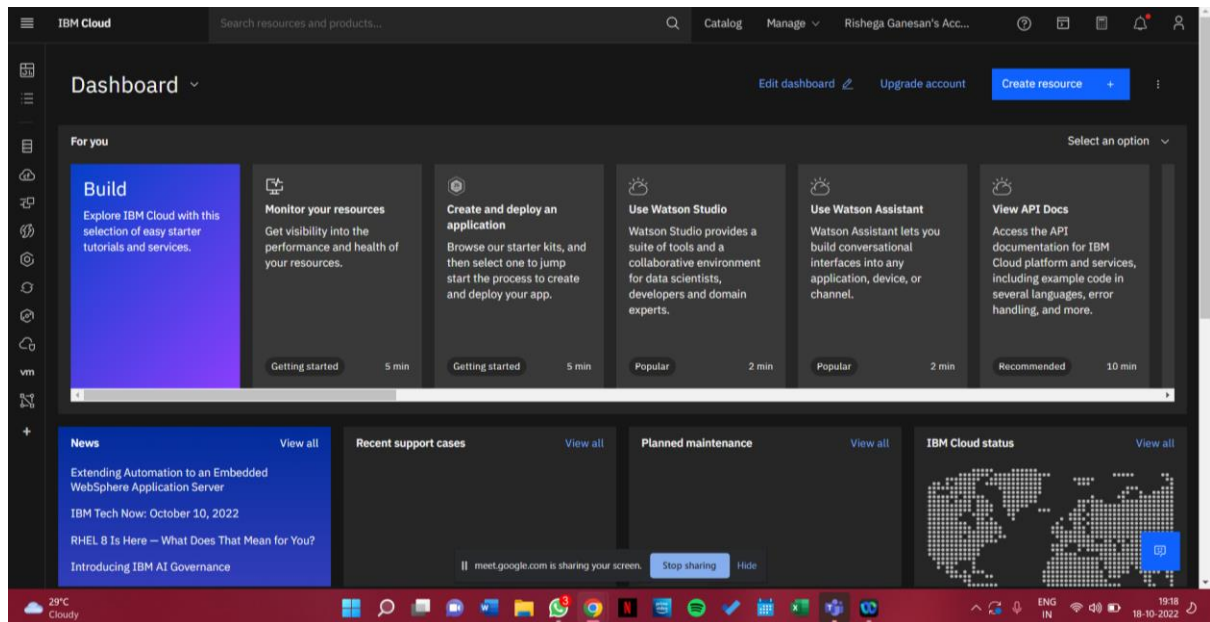 IBM Cloud
Search resources and products...
Catalog
Manage
Rishega Ganesan's Acc...
Dashboard
Edit dashboard
Upgrade account
Create resource +
For you
Select an option
Build
Explore IBM Cloud with this
selection of easy starter
tutorials and services.
Monitor your resources
Get visibility into the
performance and health of
your resources.
Getting started
5 min
Create and deploy an
application
Browse our starter kits, and
then select one to jump
start the process to create
and deploy your app.
Getting started
5 min
Use Watson Studio
Watson Studio provides a
suite of tools and a
collaborative environment
for data scientists,
developers and domain
experts.
Popular
2 min
Use Watson Assistant
Watson Assistant lets you
build conversational
interfaces into any
application, device, or
channel.
Popular
2 min
View API Docs
Access the API
documentation for IBM
Cloud platform and services,
including example code in
several languages, error
handling, and more.
Recommended
10 min
vm
News
View all
Extending Automation to an Embedded
WebSphere Application Server
IBM Tech Now: October 10, 2022
RHEL 8 Is Here — What Does That Mean for You?
Introducing IBM AI Governance
Recent support cases
View all
Planned maintenance
View all
IBM Cloud status
View all
meet.google.com is sharing your screen.
Stop sharing
Hide
29°C
Cloudy
3
N
ENG
IN
19:18
18-10-2022